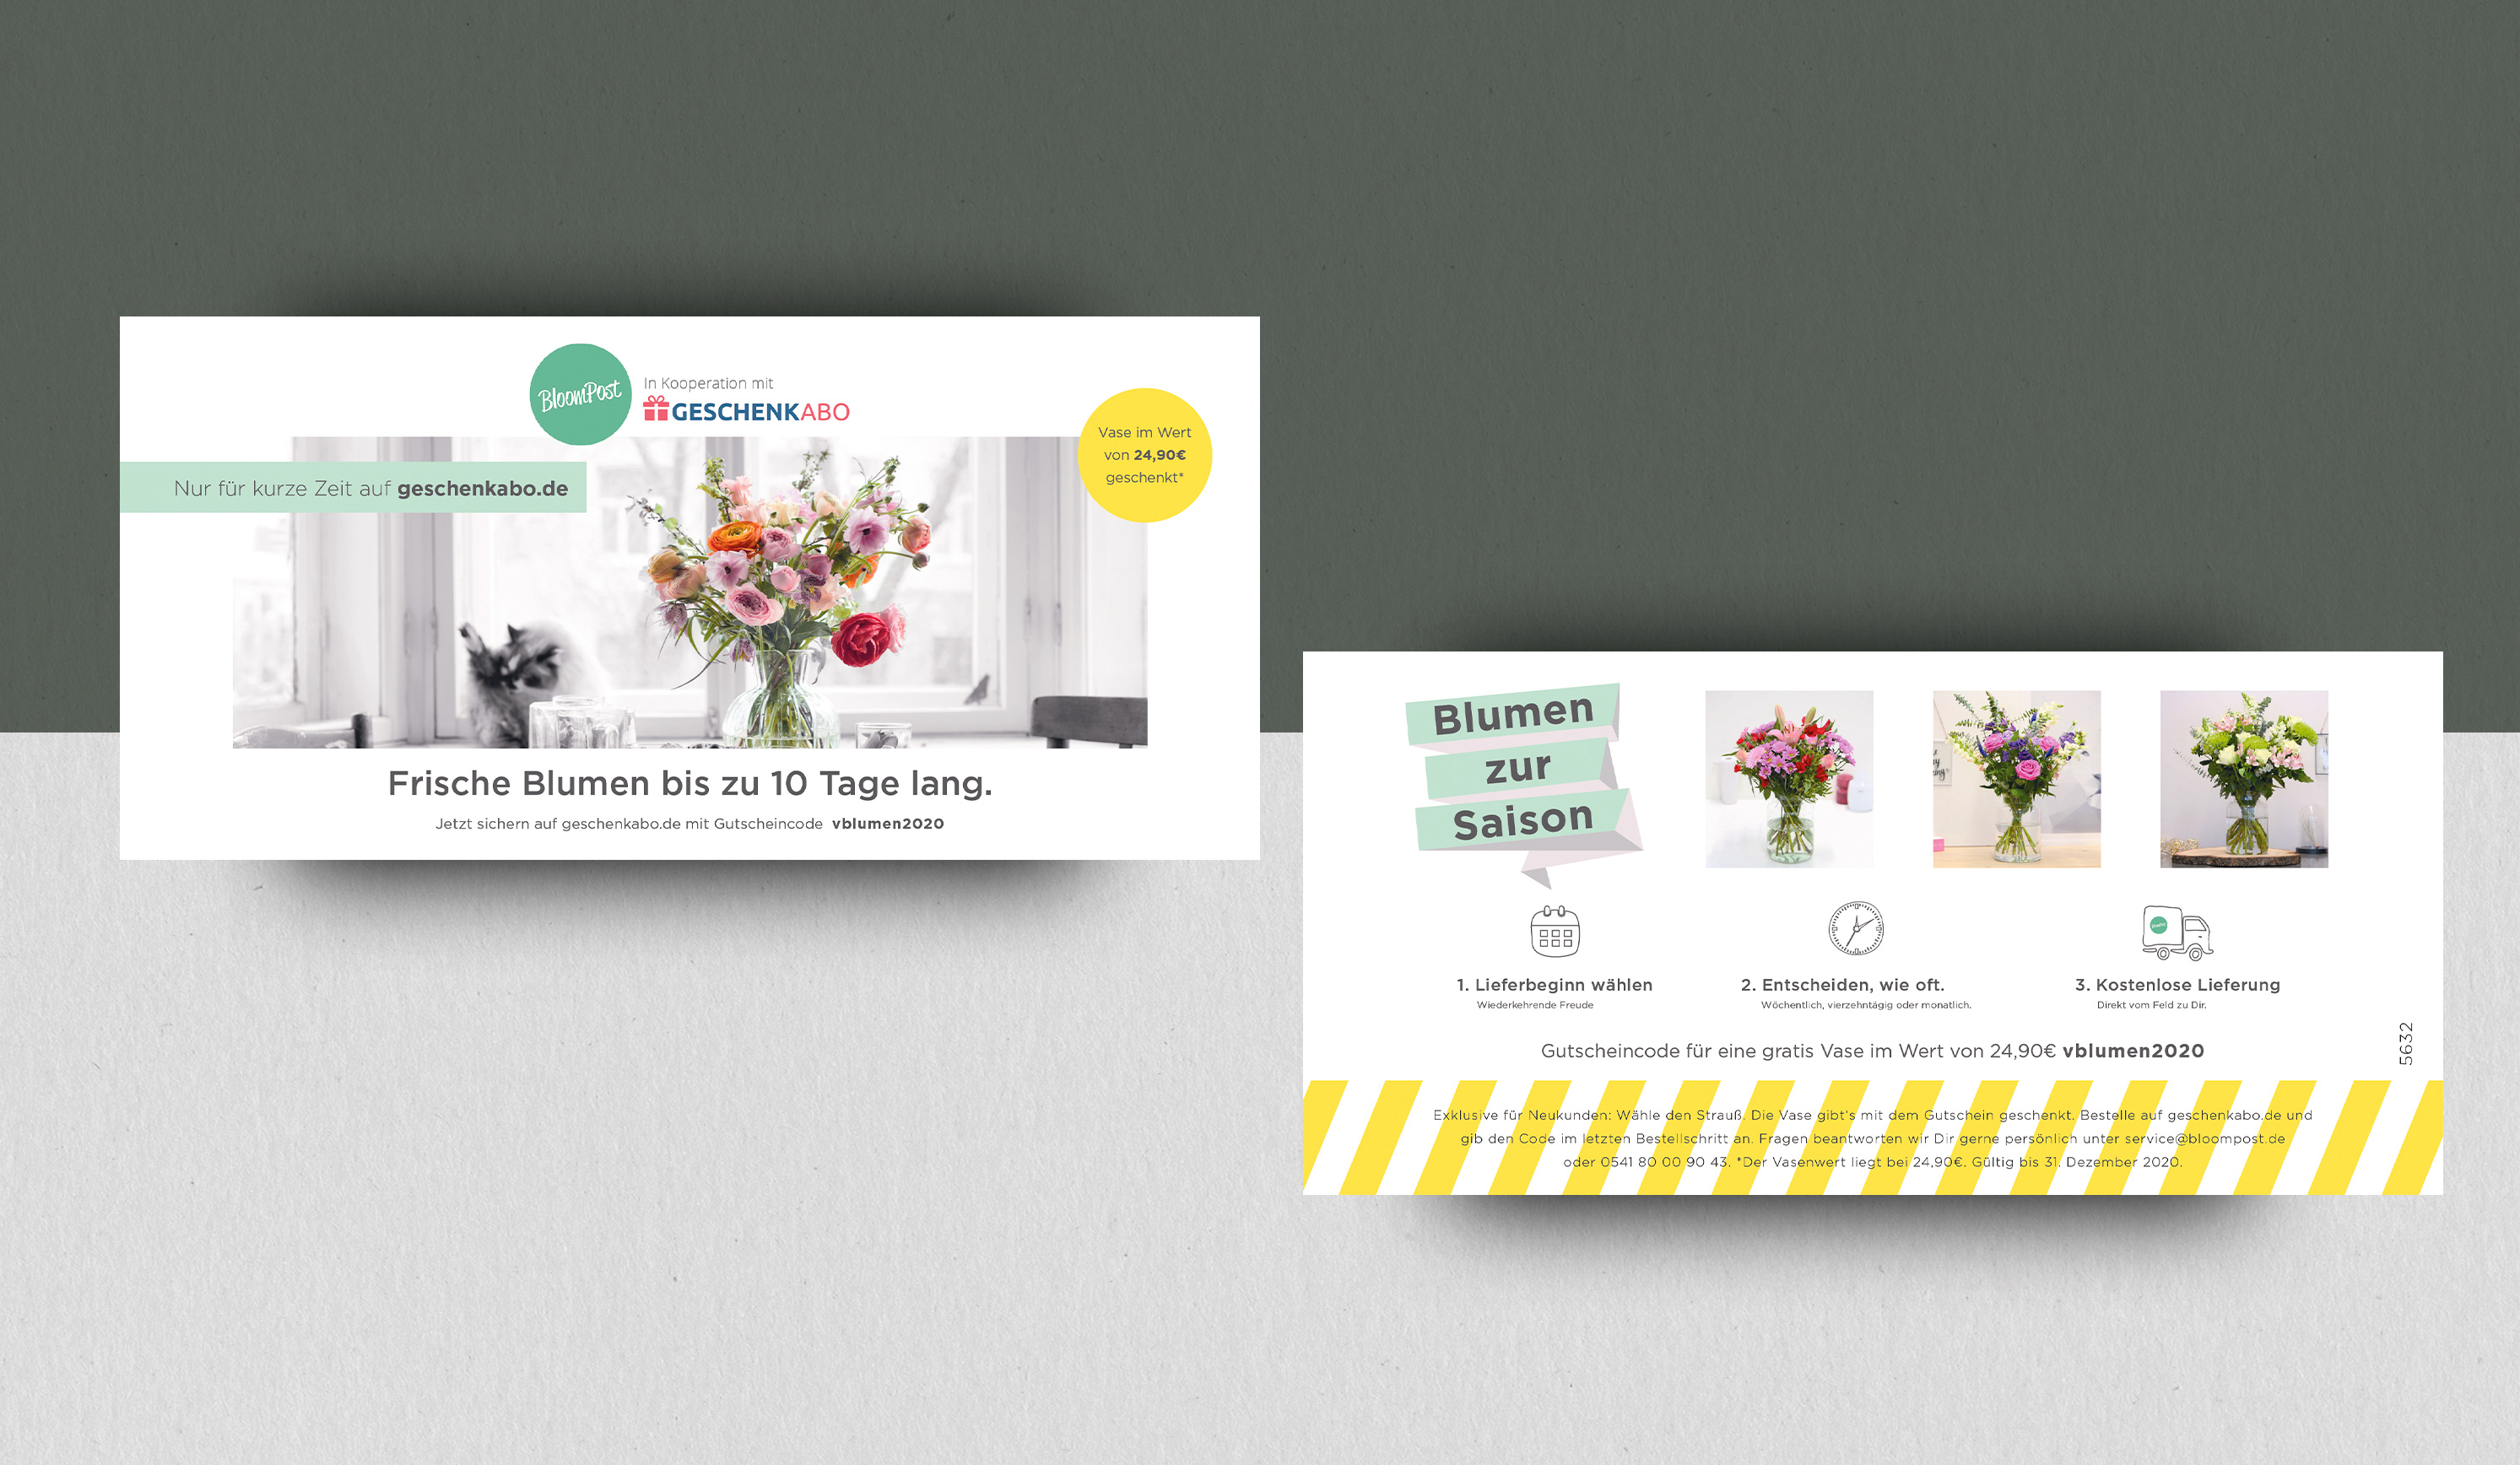 BloomPost
In Kooperation mit
GESCHENKABO
Vase im Wert
von 24,90€
geschenkt*
Nur für kurze Zeit auf geschenkabo.de
Frische Blumen bis zu 10 Tage lang.
Jetzt sichern auf geschenkabo.de mit Gutscheincode vblumen2020
Blumen
zur
Saison
1. Lieferbeginn wählen
Wiederkehrende Freude
2. Entscheiden, wie oft.
Wöchentlich, vierzehntägig oder monatlich.
3. Kostenlose Lieferung
Direkt vom Feld zu Dir.
5632
Gutscheincode für eine gratis Vase im Wert von 24,90€ vblumen2020
Exklusive für Neukunden: Wähle den Strauß. Die Vase gibt's mit dem Gutschein geschenkt. Bestelle auf geschenkabo.de und
gib den Code im letzten Bestellschritt an. Fragen beantworten wir Dir gerne persönlich unter service@bloompost.de
oder 0541 80 00 90 43. *Der Vasenwert liegt bei 24,90€. Gültig bis 31. Dezember 2020.